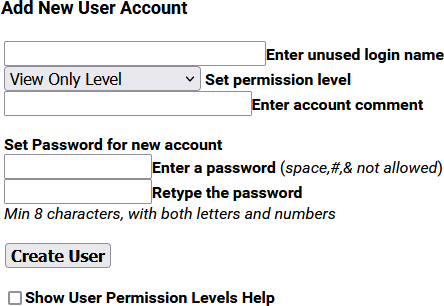 Add New User Account
Enter unused login name
View Only Level Set permission level
Enter account comment
Set Password for new account
Enter a password (space,#,& not allowed)
Retype the password
Min 8 characters, with both letters and numbers
Create User
Show User Permission Levels Help